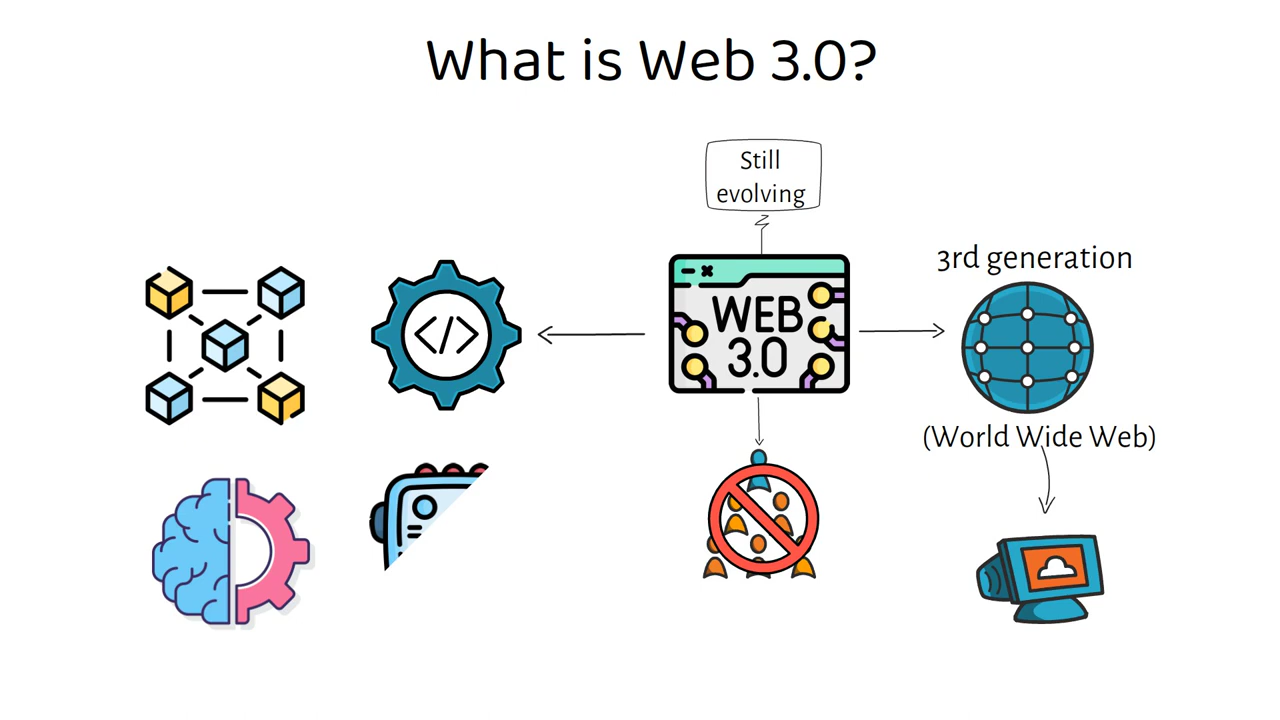 What is Web 3.0?
Still
evolving
3rd generation
</>
WEB
3.0
(World Wide Web)